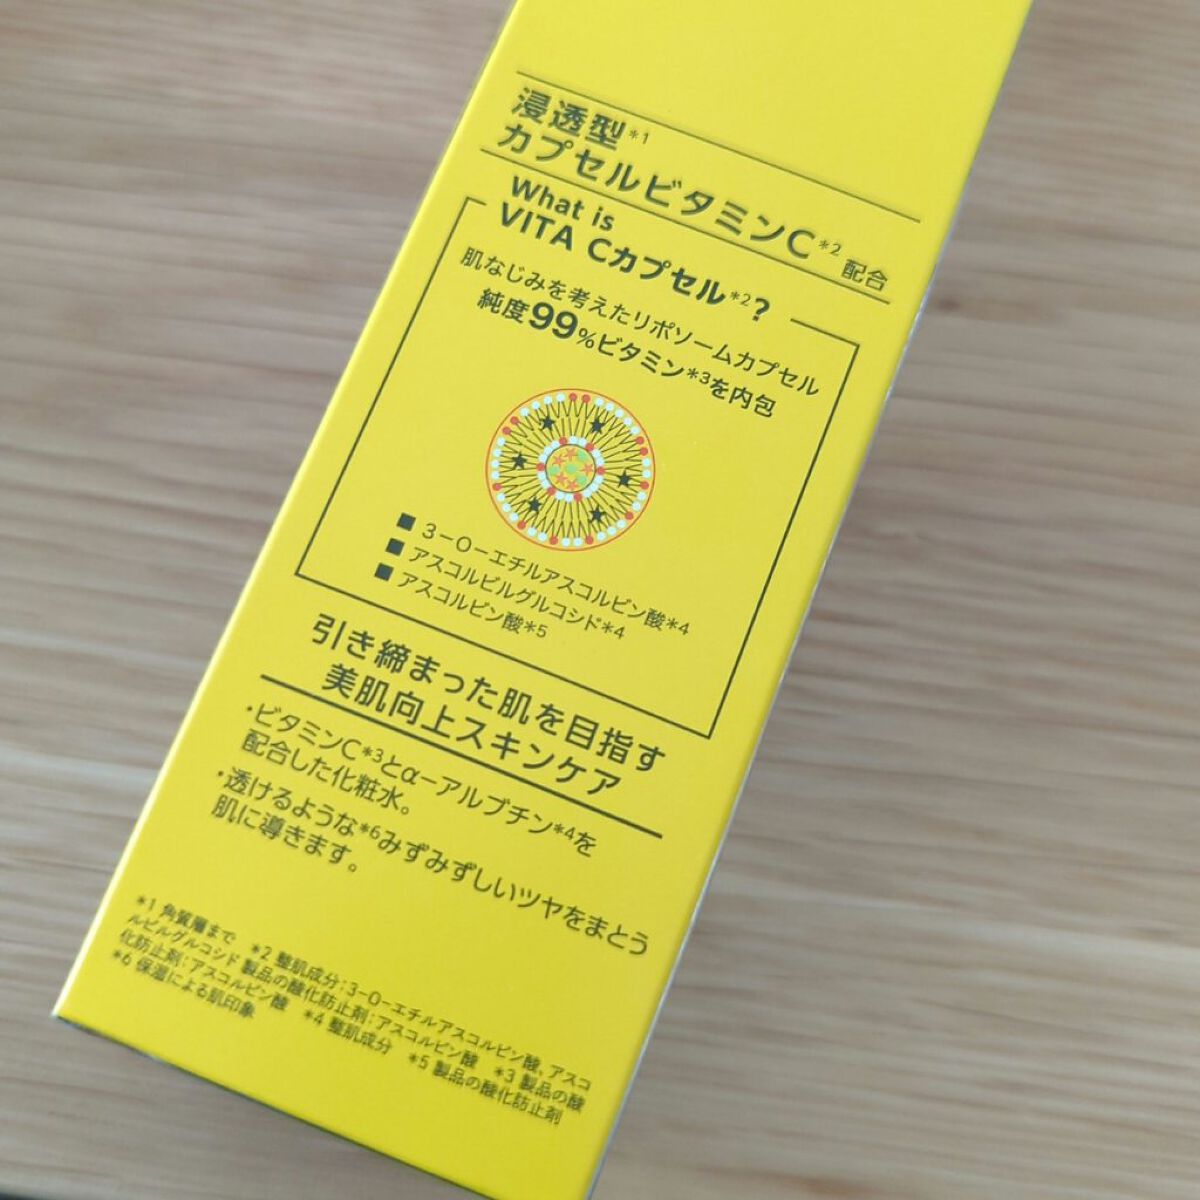 浸透型*1
カプセルビタミンC*2配合
What is
VITA Cカプセル*2?
肌なじみを考えたリポソームカプセル
純度99%ビタミン*3を内包
■ 3-O-エチルアスコルビン酸*4
■ アスコルビルグルコシド*4
■ アスコルビン酸*5
引き締まった肌を目指す
美肌向上スキンケア
・ビタミンC*3とα-アルブチン*4を
配合した化粧水。
・透けるような*6みずみずしいツヤをまとう
肌に導きます。
*1 角質層まで *2 整肌成分:3-O-エチルアスコルビン酸、アスコ
ルビルグルコシド 製品の酸化防止剤:アスコルビン酸 *3 製品の酸
化防止剤:アスコルビン酸 *4 整肌成分 *5 製品の酸化防止剤
*6 保湿による肌印象